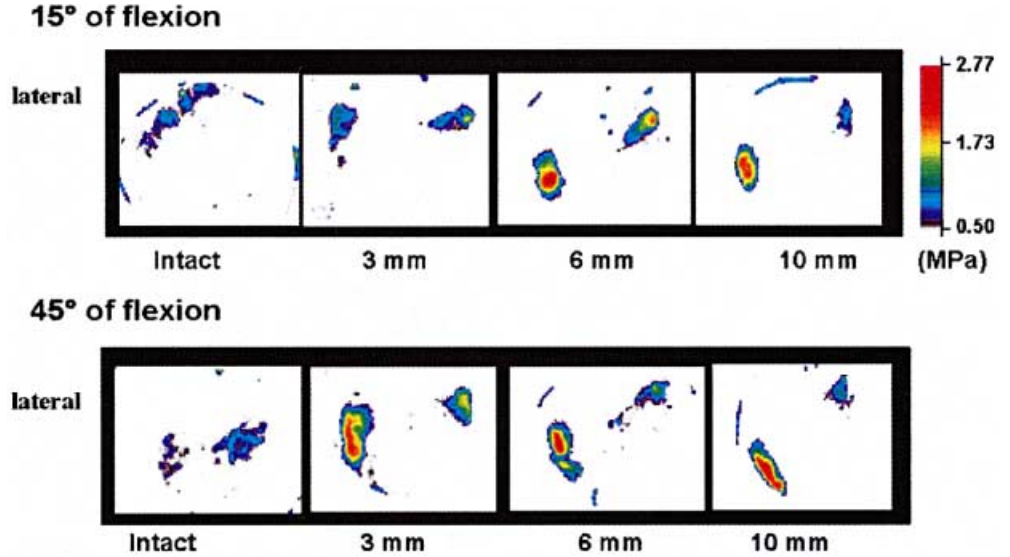 15° of flexion
lateral
2.77
1.73
0.50
(MPa)
Intact 3 mm 6 mm 10 mm
45° of flexion
lateral
Intact 3 mm 6 mm 10 mm